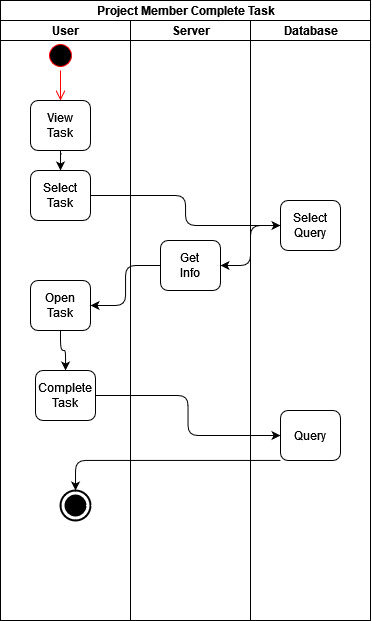 Project Member Complete Task
User
Server
Database
View
Task
Select
Task
Select
Query
Get
Info
Open
Task
Complete
Task
Query